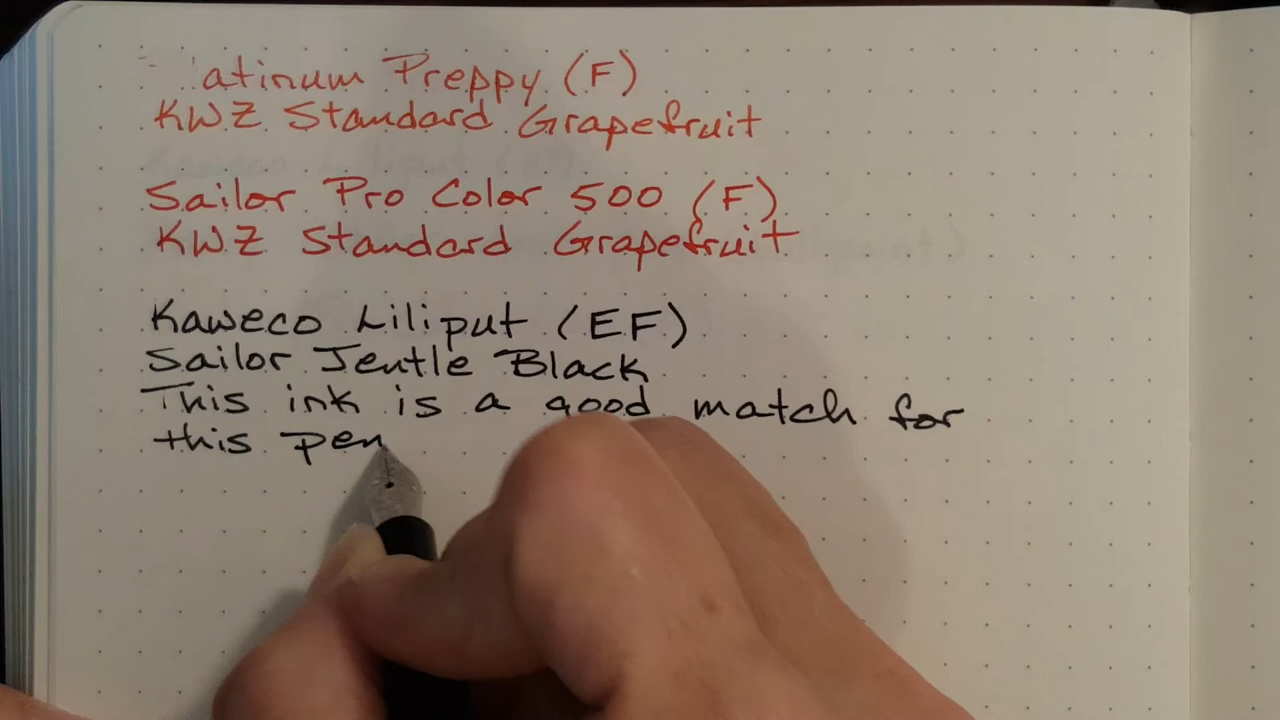 atinum Preppy (F)
KWZ Standard Grapefruit
Sailor Pro Color 500 (F)
KWZ Standard Grapefruit
Kaweco Liliput (EF)
Sailor Jentle Black
This ink is a good match for
this pen